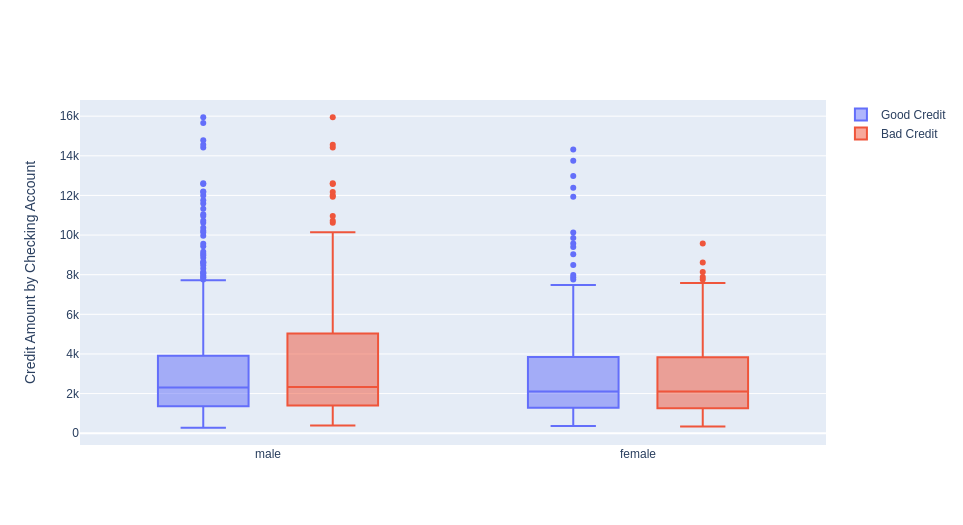 Good Credit
Bad Credit
Credit Amount by Checking Account
16k
14k
12k
10k
8k
6k
4k
2k
0
male female